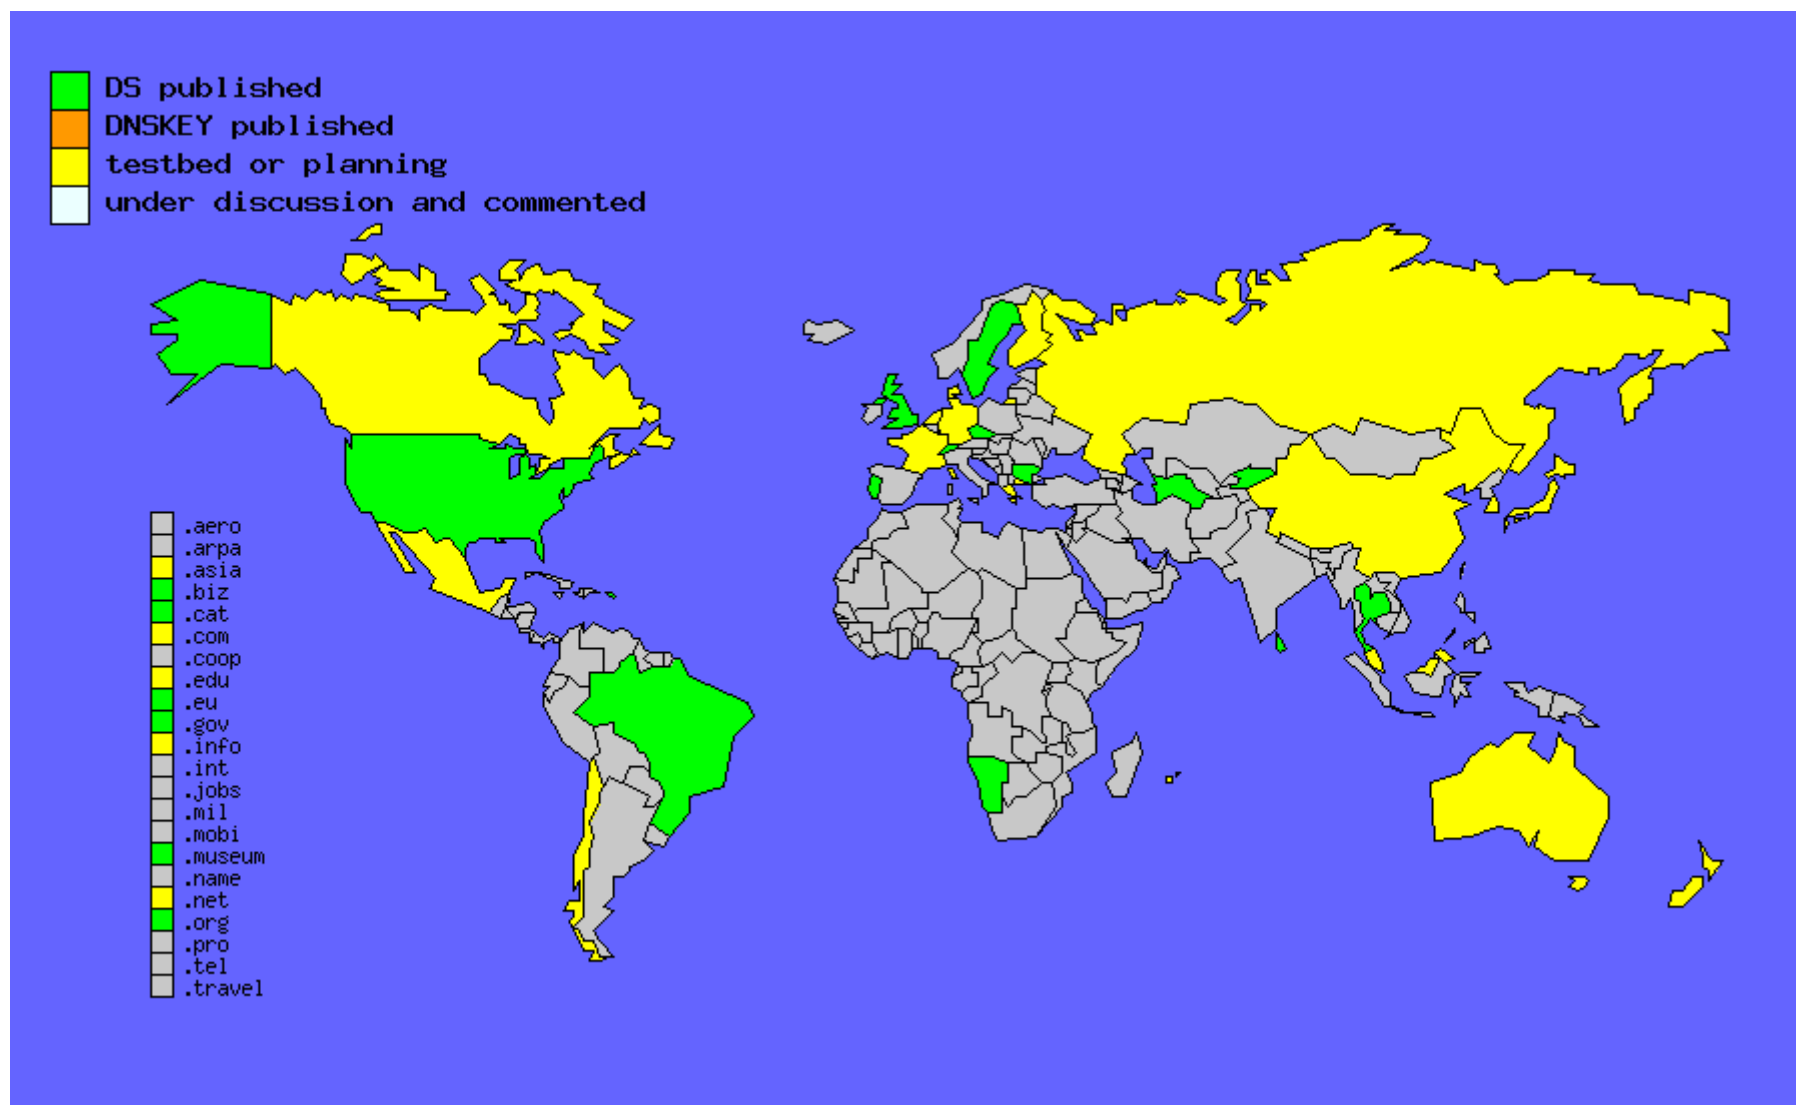 DS published
DNSKEY published
testbed or planning
under discussion and commented
.aero
.arpa
.asia
.biz
.cat
.com
.coop
.edu
.eu
.gov
.info
.int
.jobs
.mil
.mobi
.museum
.name
.net
.org
.pro
.tel
.travel